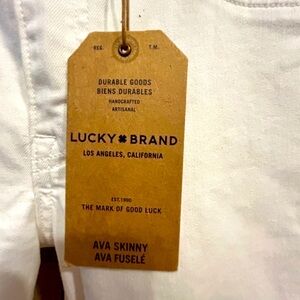 REG. T.M.
DURABLE GOODS
BIENS DURABLES
HANDCRAFTED
ARTISANAL
LUCKY BRAND
LOS ANGELES, CALIFORNIA
EST. 1990
THE MARK OF GOOD LUCK
AVA SKINNY
AVA FUSELÉ